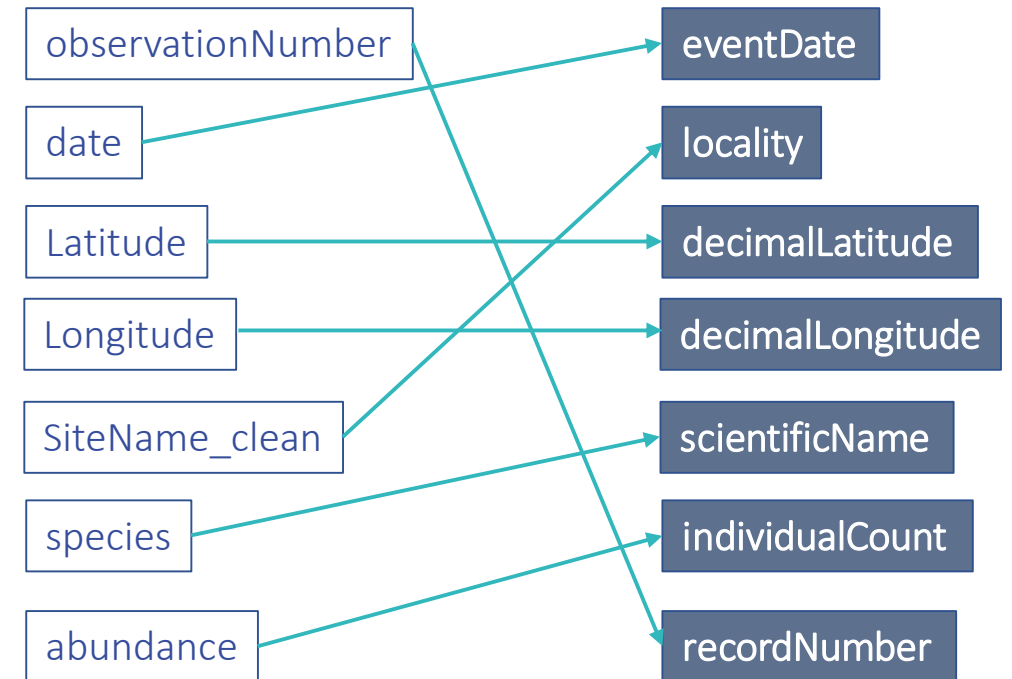 observationNumber
eventDate
date
locality
Latitude
decimalLatitude
Longitude
decimalLongitude
SiteName_clean
scientificName
species
individualCount
abundance
recordNumber